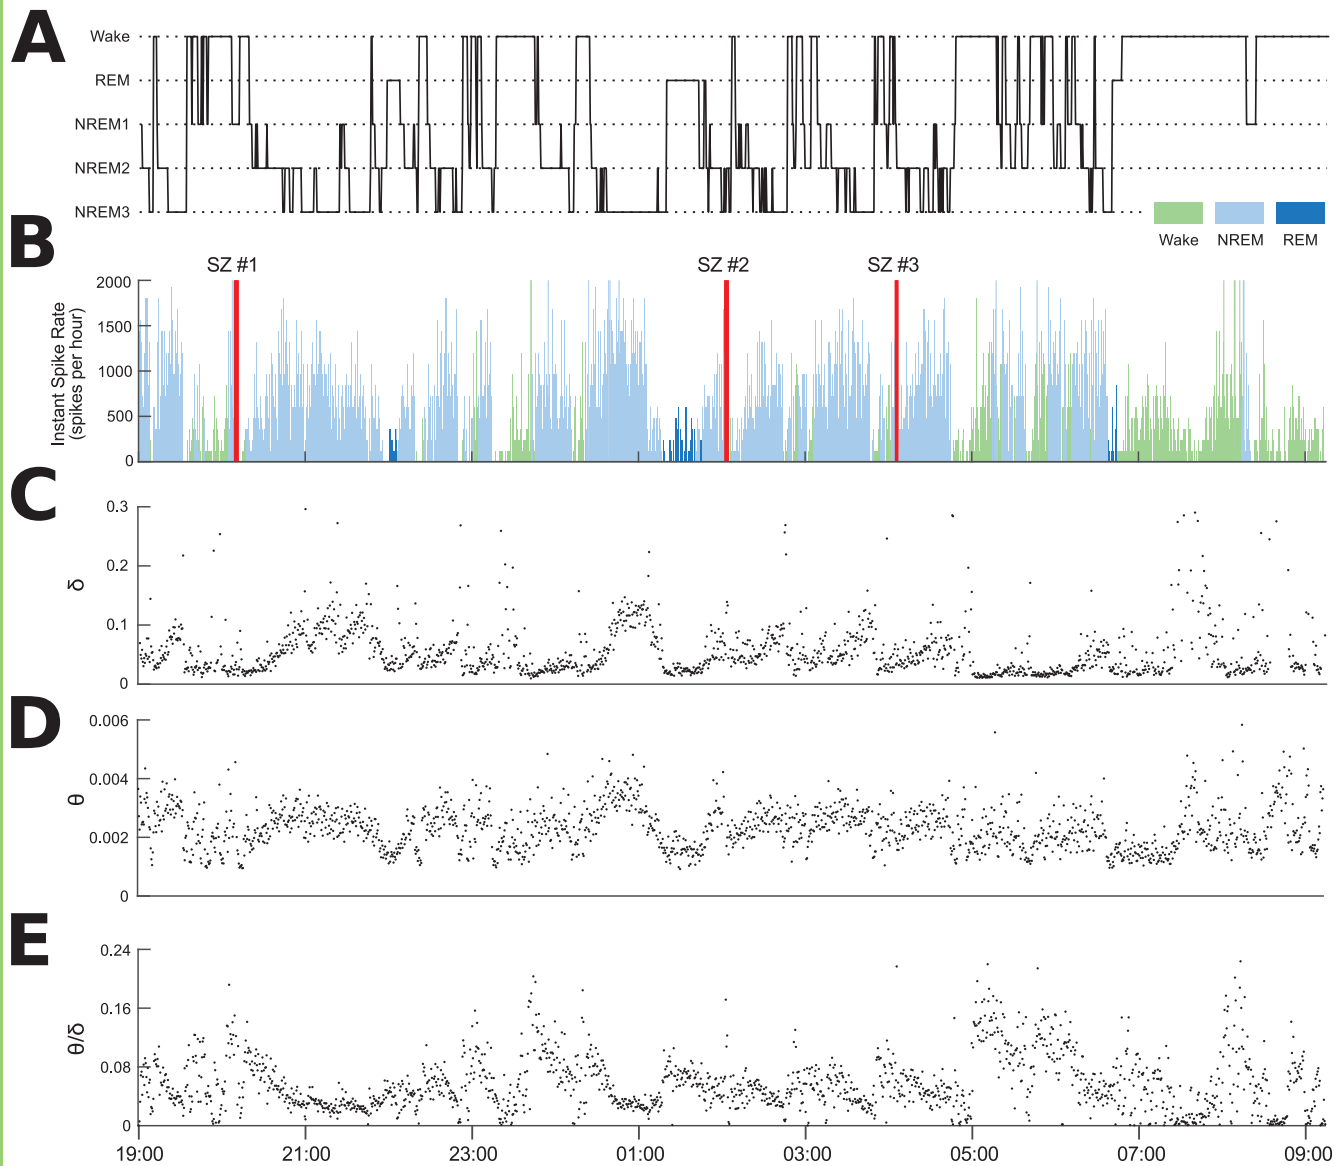 A
Wake
REM
NREM1
NREM2
NREM3
Wake NREM REM
B
SZ #1 SZ #2 SZ #3
Instant Spike Rate
(spikes per hour)
2000
1500
1000
500
0
C
δ
0.3
0.2
0.1
0
D
θ
0.006
0.004
0.002
0
E
θ/δ
0.24
0.16
0.08
0
19:00 21:00 23:00 01:00 03:00 05:00 07:00 09:00